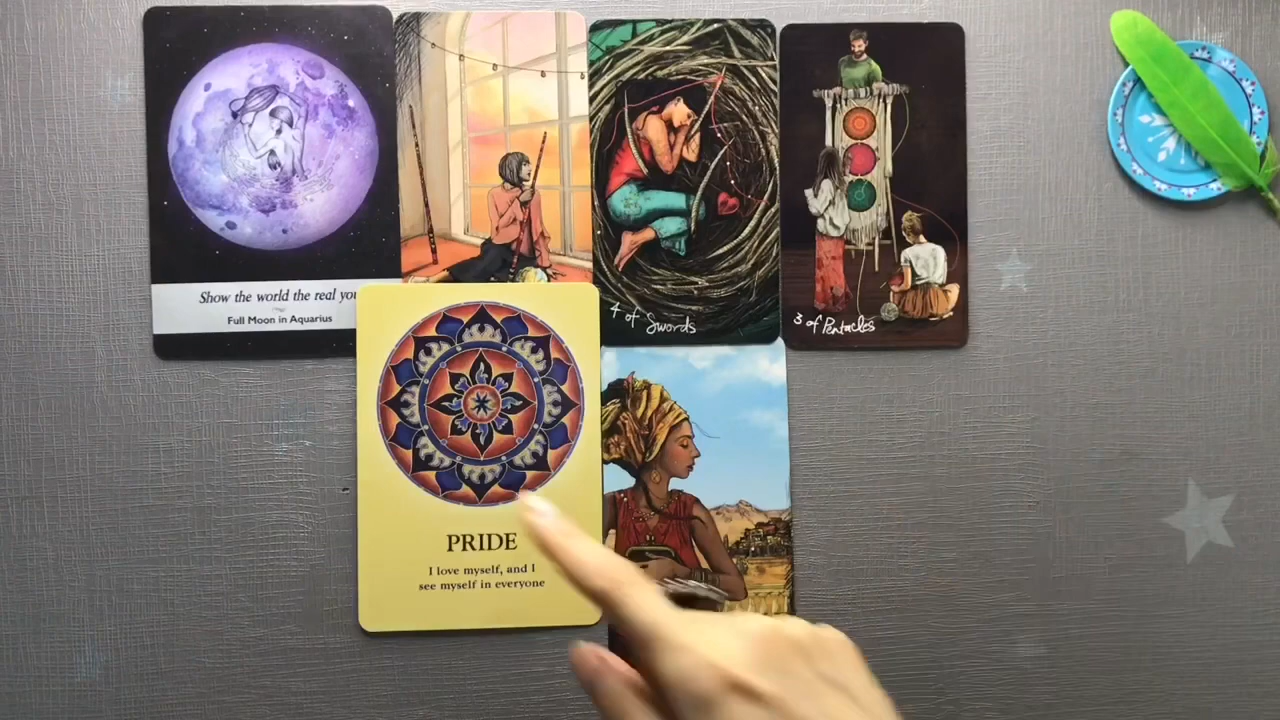 Show the world the real you
Full Moon in Aquarius
4 of Swords
3 of Pentacles
PRIDE
I love myself, and I
see myself in everyone